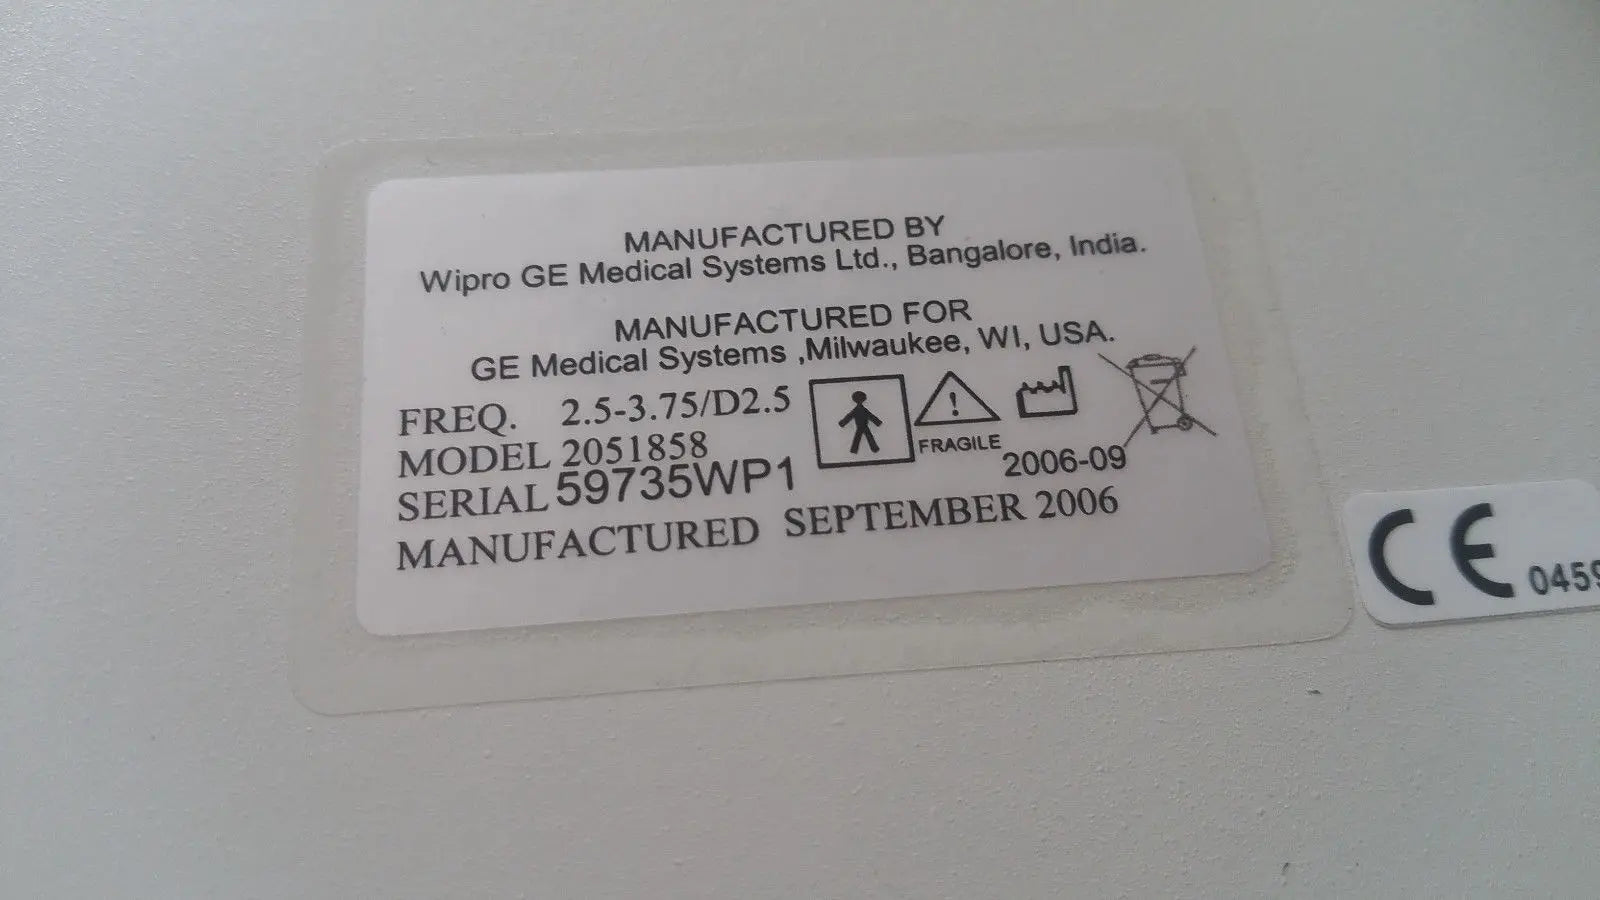 MANUFACTURED BY
Wipro GE Medical Systems Ltd., Bangalore, India.
MANUFACTURED FOR
GE Medical Systems ,Milwaukee, WI, USA.
FREQ. 2.5-3.75/D2.5
MODEL 2051858
SERIAL 59735WP1
FRAGILE
2006-09
MANUFACTURED SEPTEMBER 2006
CE 0459